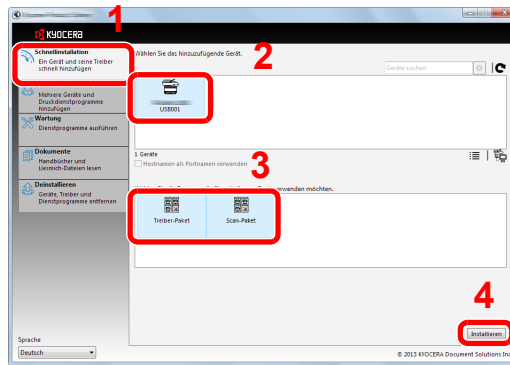 1
KYOCERA
Schnellinstallation
Ein Gerät und seine Treiber
schnell hinzufügen
Mehrere Geräte und
Druckdienstprogramme
hinzufügen
Wartung
Dienstprogramme ausführen
Dokumente
Handbücher und
Liesmich-Dateien lesen
Deinstallieren
Geräte, Treiber und
Dienstprogramme entfernen
Sprache
Deutsch
Wählen Sie das hinzuzufügende Gerät.
2
Geräte suchen
USB001
1 Geräte
Hostnamen als Portnamen verwenden
3
verwenden möchten.
Treiber-Paket
Scan-Paket
4
Installieren
© 2013 KYOCERA Document Solutions Inc